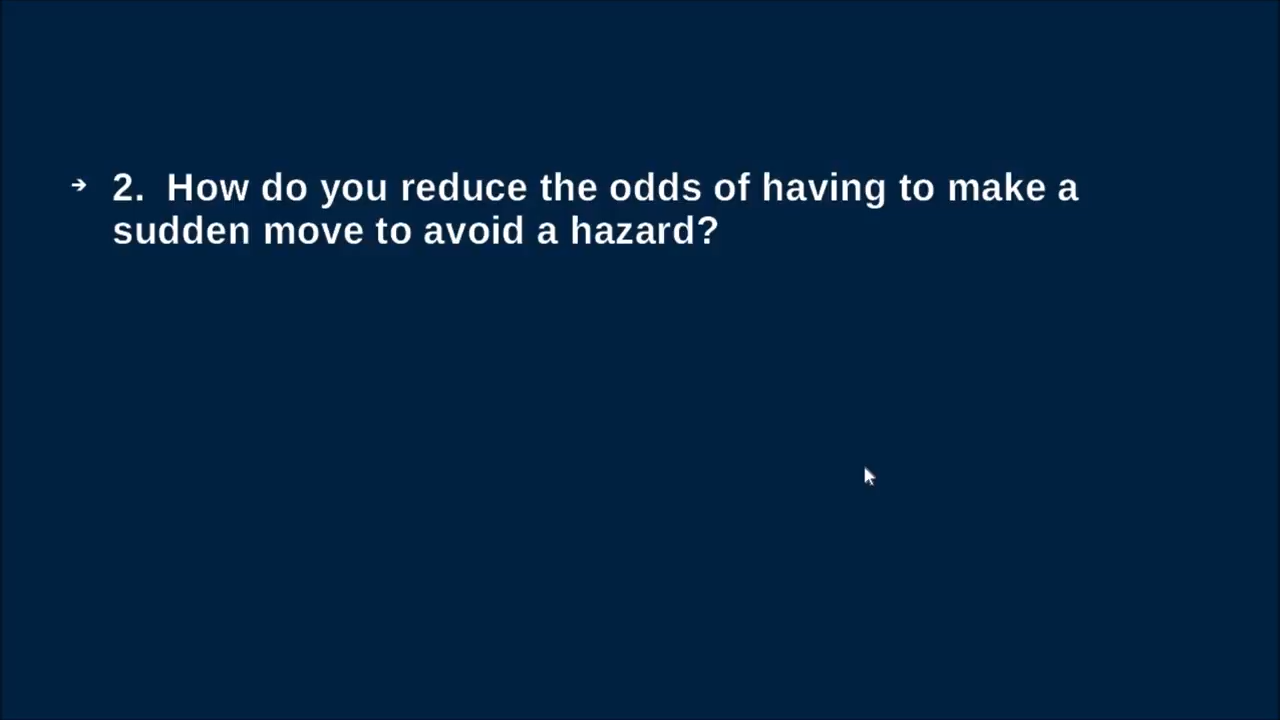 ➔ 2.  How do you reduce the odds of having to make a
sudden move to avoid a hazard?